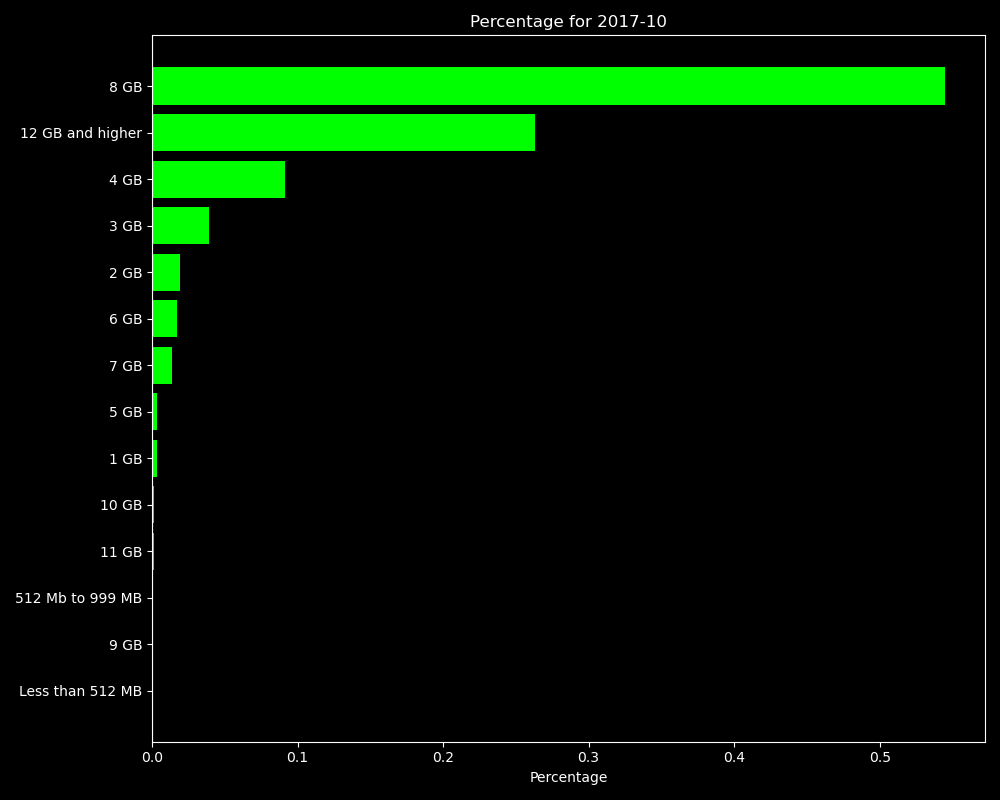 Percentage for 2017-10
8 GB
12 GB and higher
4 GB
3 GB
2 GB
6 GB
7 GB
5 GB
1 GB
10 GB
11 GB
512 Mb to 999 MB
9 GB
Less than 512 MB
0.0 0.1 0.2 0.3 0.4 0.5
Percentage